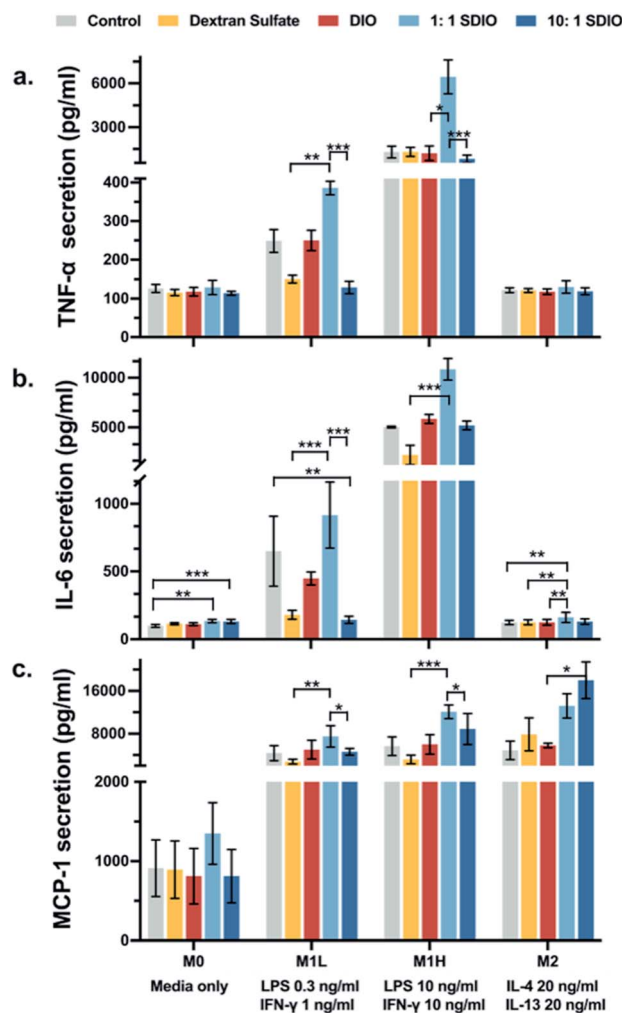 Control Dextran Sulfate DIO 1: 1 SDIO 10: 1 SDIO
a.
TNF-α secretion (pg/ml)
6000
3000
400
300
200
100
0
** *** * ***
b.
IL-6 secretion (pg/ml)
10000
5000
1000
500
0
*** ** *** *** ** *** ** ** **
c.
MCP-1 secretion (pg/ml)
16000
8000
2000
1000
0
** * *** * *
M0 M1L M1H M2
Media only LPS 0.3 ng/ml LPS 10 ng/ml IL-4 20 ng/ml
IFN-γ 1 ng/ml IFN-γ 10 ng/ml IL-13 20 ng/ml